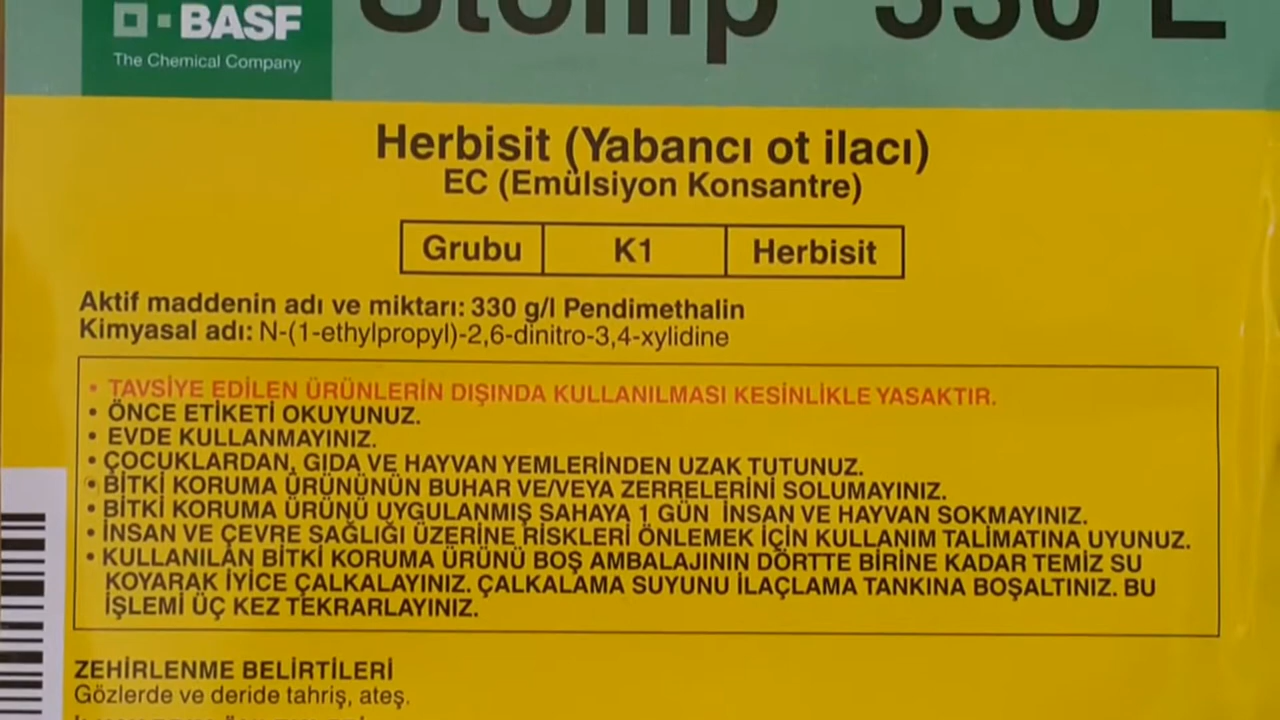 BASF
The Chemical Company
Stomp 330 E
Herbisit (Yabancı ot ilacı)
EC (Emülsiyon Konsantre)
Grubu K1 Herbisit
Aktif maddenin adı ve miktarı: 330 g/l Pendimethalin
Kimyasal adı: N-(1-ethylpropyl)-2,6-dinitro-3,4-xylidine
• TAVSİYE EDİLEN ÜRÜNLERİN DIŞINDA KULLANILMASI KESİNLİKLE YASAKTIR.
• ÖNCE ETİKETİ OKUYUNUZ.
• EVDE KULLANMAYINIZ.
• ÇOCUKLARDAN, GIDA VE HAYVAN YEMLERİNDEN UZAK TUTUNUZ.
• BİTKİ KORUMA ÜRÜNÜNÜN BUHAR VE/VEYA ZERRELERİNİ SOLUMAYINIZ.
• BİTKİ KORUMA ÜRÜNÜ UYGULANMIŞ SAHAYA 1 GÜN İNSAN VE HAYVAN SOKMAYINIZ.
• İNSAN VE ÇEVRE SAĞLIĞI ÜZERİNE RİSKLERİ ÖNLEMEK İÇİN KULLANIM TALİMATINA UYUNUZ.
• KULLANILAN BİTKİ KORUMA ÜRÜNÜ BOŞ AMBALAJININ DÖRTTE BİRİNE KADAR TEMİZ SU
KOYARAK İYİCE ÇALKALAYINIZ. ÇALKALAMA SUYUNU İLAÇLAMA TANKINA BOŞALTINIZ. BU
İŞLEMİ ÜÇ KEZ TEKRARLAYINIZ.
ZEHİRLENME BELİRTİLERİ
Gözlerde ve deride tahriş, ateş.